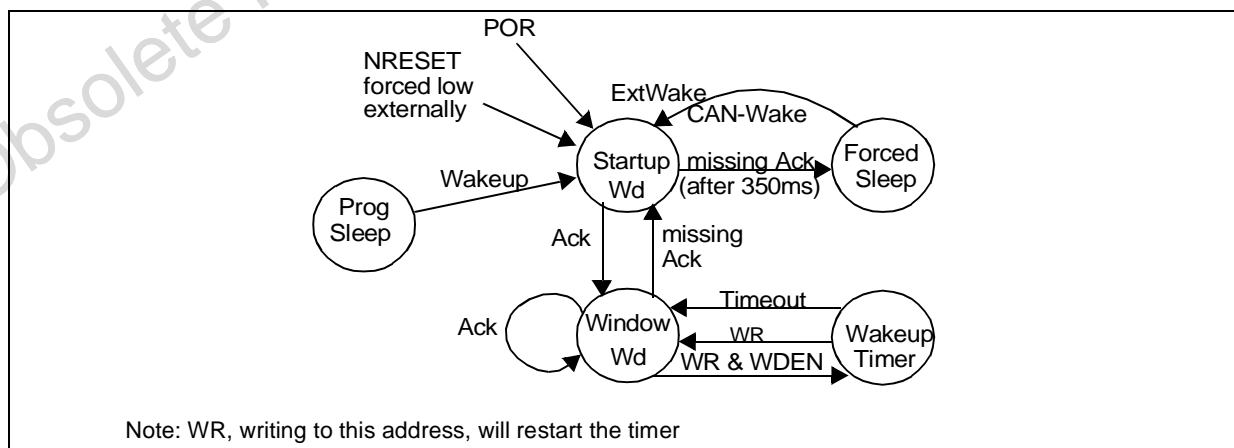 POR
NRESET
forced low
externally
ExtWake
CAN-Wake
Startup
Wd
missing Ack
(after 350ms)
Forced
Sleep
Wakeup
Prog
Sleep
Ack
missing
Ack
Ack
Window
Wd
Timeout
WR
WR & WDEN
Wakeup
Timer
Note: WR, writing to this address, will restart the timer
obsolete